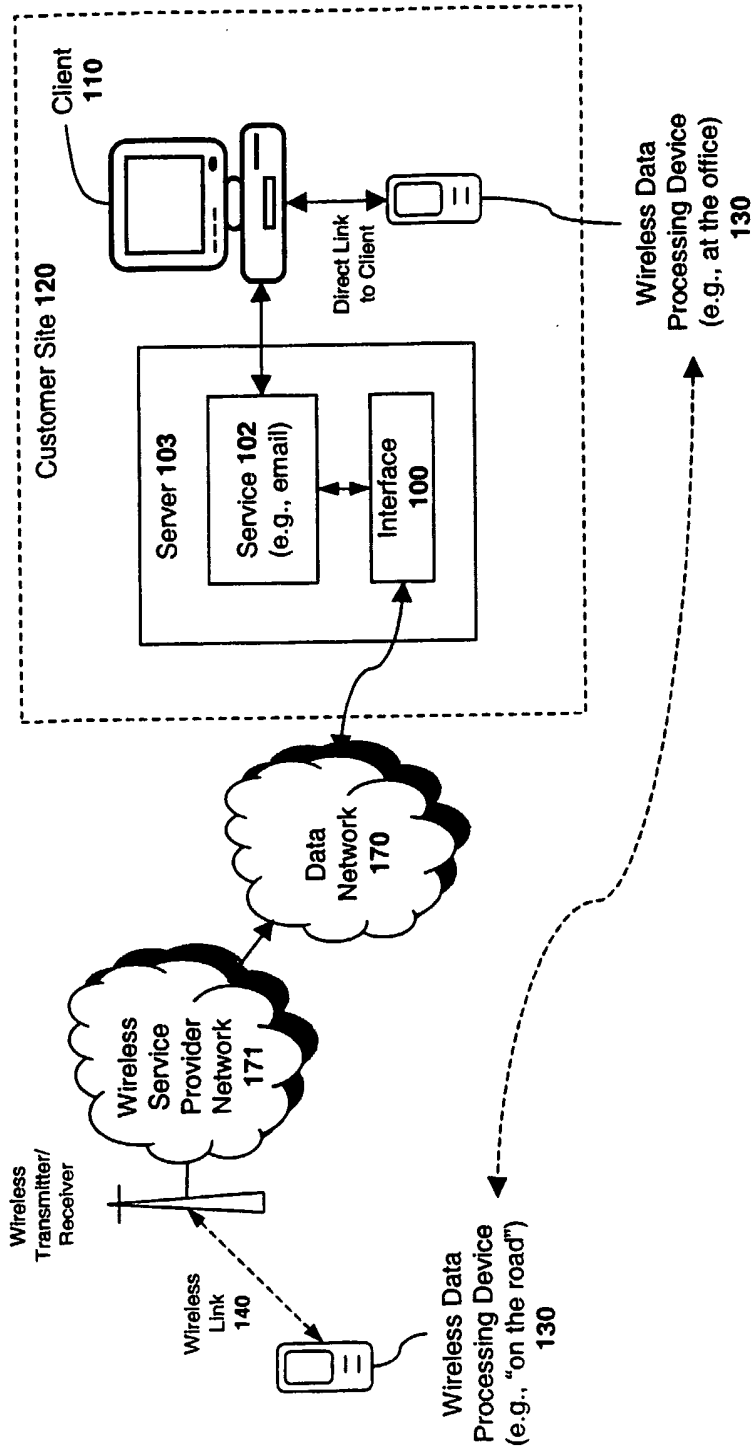 Customer Site 120
Client
110
Server 103
Service 102
(e.g., email)
Interface
100
Direct Link
to Client
Wireless Data
Processing Device
(e.g., at the office)
130
Data
Network
170
Wireless
Service
Provider
Network
171
Wireless
Transmitter/
Receiver
Wireless
Link
140
Wireless Data
Processing Device
(e.g., "on the road")
130